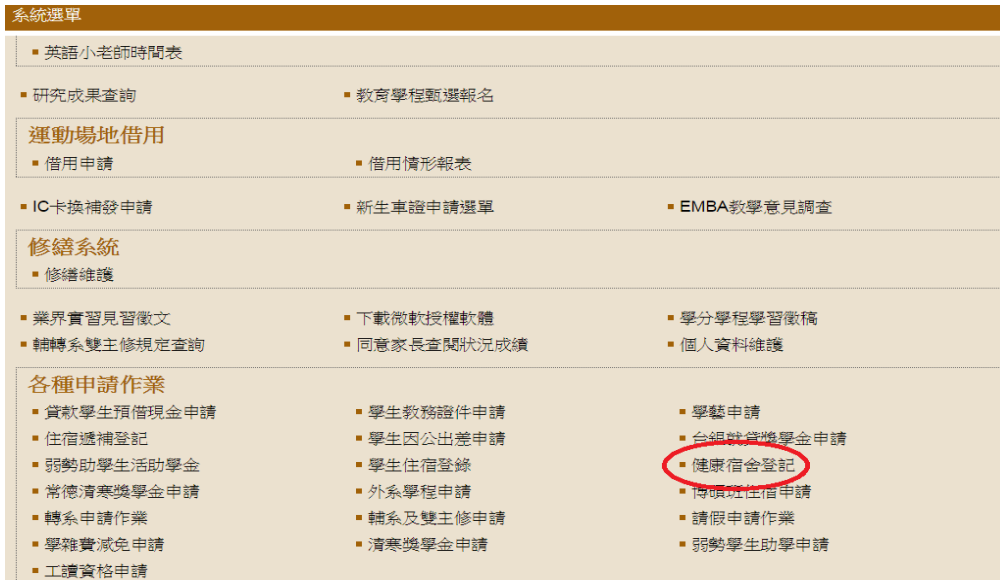 系統選單
英語小老師時間表
研究成果查詢 教育學程甄選報名
運動場地借用
借用申請 借用情形報表
IC卡換補發申請 新生車證申請選單 EMBA教學意見調查
修繕系統
修繕維護
業界實習見習徵文 下載微軟授權軟體 學分學程學習徵稿
輔轉系雙主修規定查詢 同意家長查閱狀況成績 個人資料維護
各種申請作業
貸款學生預借現金申請 學生教務證件申請 學藝申請
住宿遞補登記 學生因公出差申請 台銀就貸獎學金申請
弱勢助學生活助學金 學生住宿登錄 健康宿舍登記
常德清寒獎學金申請 外系學程申請 博碩班住宿申請
轉系申請作業 輔系及雙主修申請 請假申請作業
學雜費減免申請 清寒獎學金申請 弱勢學生助學申請
工讀資格申請